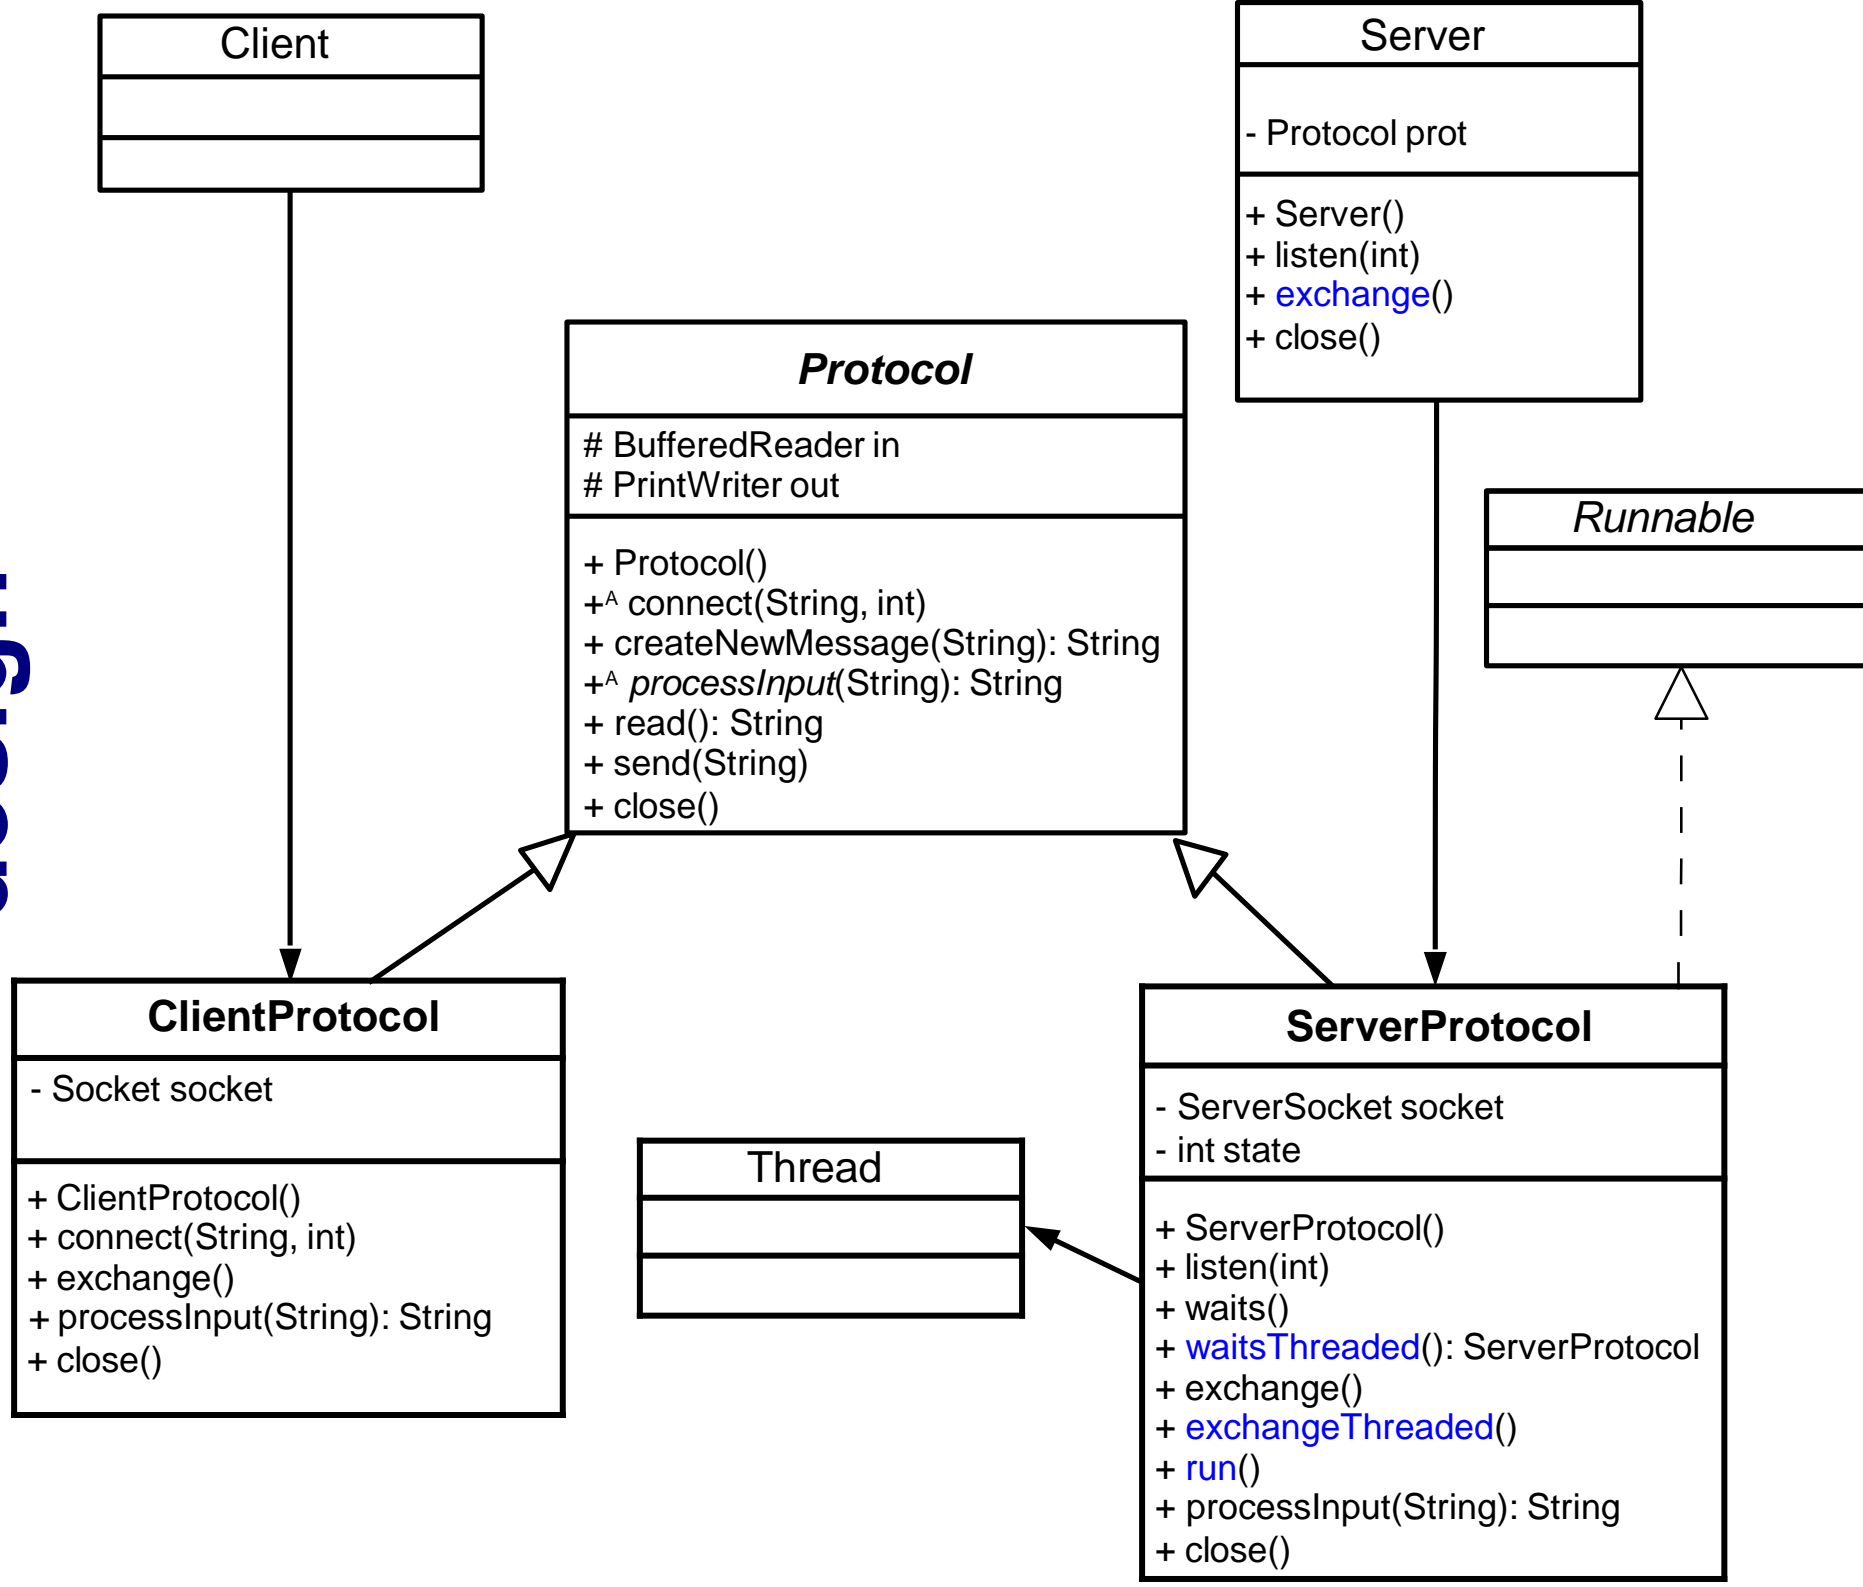 Client
Server
- Protocol prot
+ Server()
+ listen(int)
+ exchange()
+ close()
Protocol
# BufferedReader in
# PrintWriter out
+ Protocol()
+ᴬ connect(String, int)
+ createNewMessage(String): String
+ᴬ processInput(String): String
+ read(): String
+ send(String)
+ close()
Runnable
ClientProtocol
- Socket socket
+ ClientProtocol()
+ connect(String, int)
+ exchange()
+ processInput(String): String
+ close()
Thread
ServerProtocol
- ServerSocket socket
- int state
+ ServerProtocol()
+ listen(int)
+ waits()
+ waitsThreaded(): ServerProtocol
+ exchange()
+ exchangeThreaded()
+ run()
+ processInput(String): String
+ close()